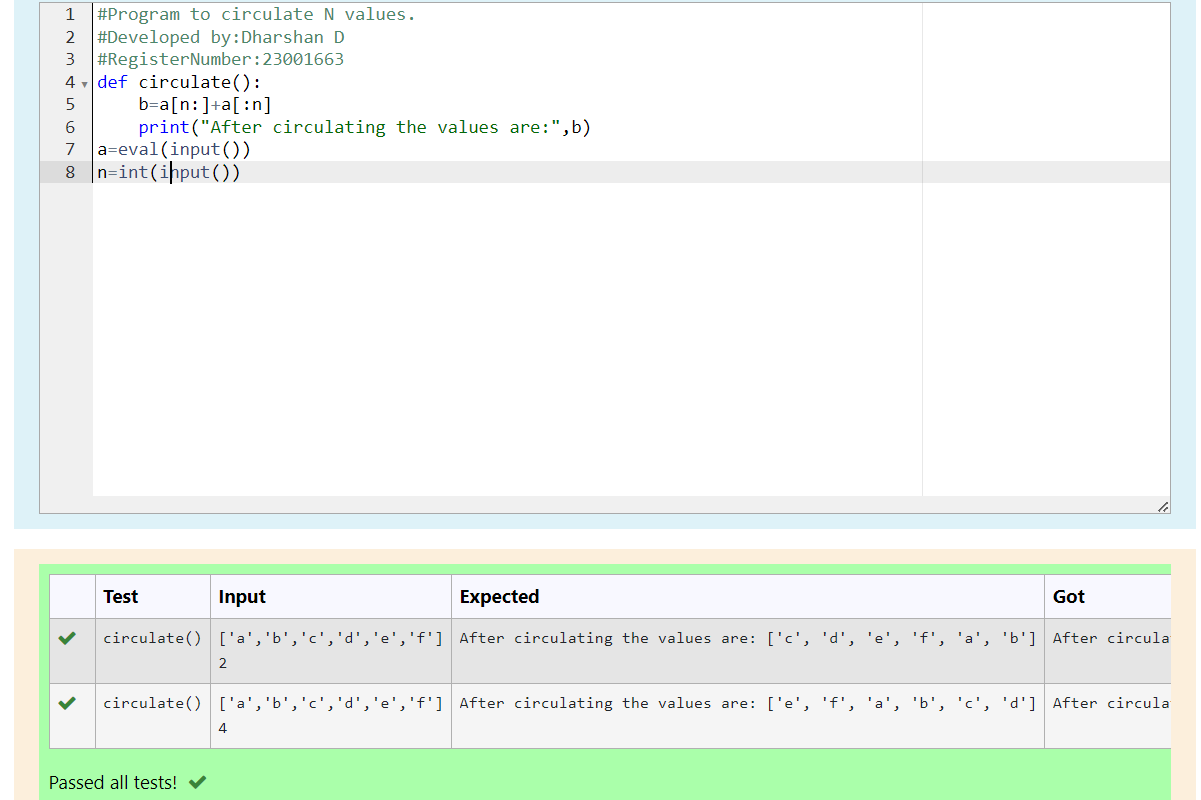 1 #Program to circulate N values.
2 #Developed by:Dharshan D
3 #RegisterNumber:23001663
4 def circulate():
5     b=a[n:]+a[:n]
6     print("After circulating the values are:",b)
7 a=eval(input())
8 n=int(input())
Test Input Expected Got
circulate() ['a','b','c','d','e','f'] After circulating the values are: ['c', 'd', 'e', 'f', 'a', 'b'] After circula
2
circulate() ['a','b','c','d','e','f'] After circulating the values are: ['e', 'f', 'a', 'b', 'c', 'd'] After circula
4
Passed all tests!